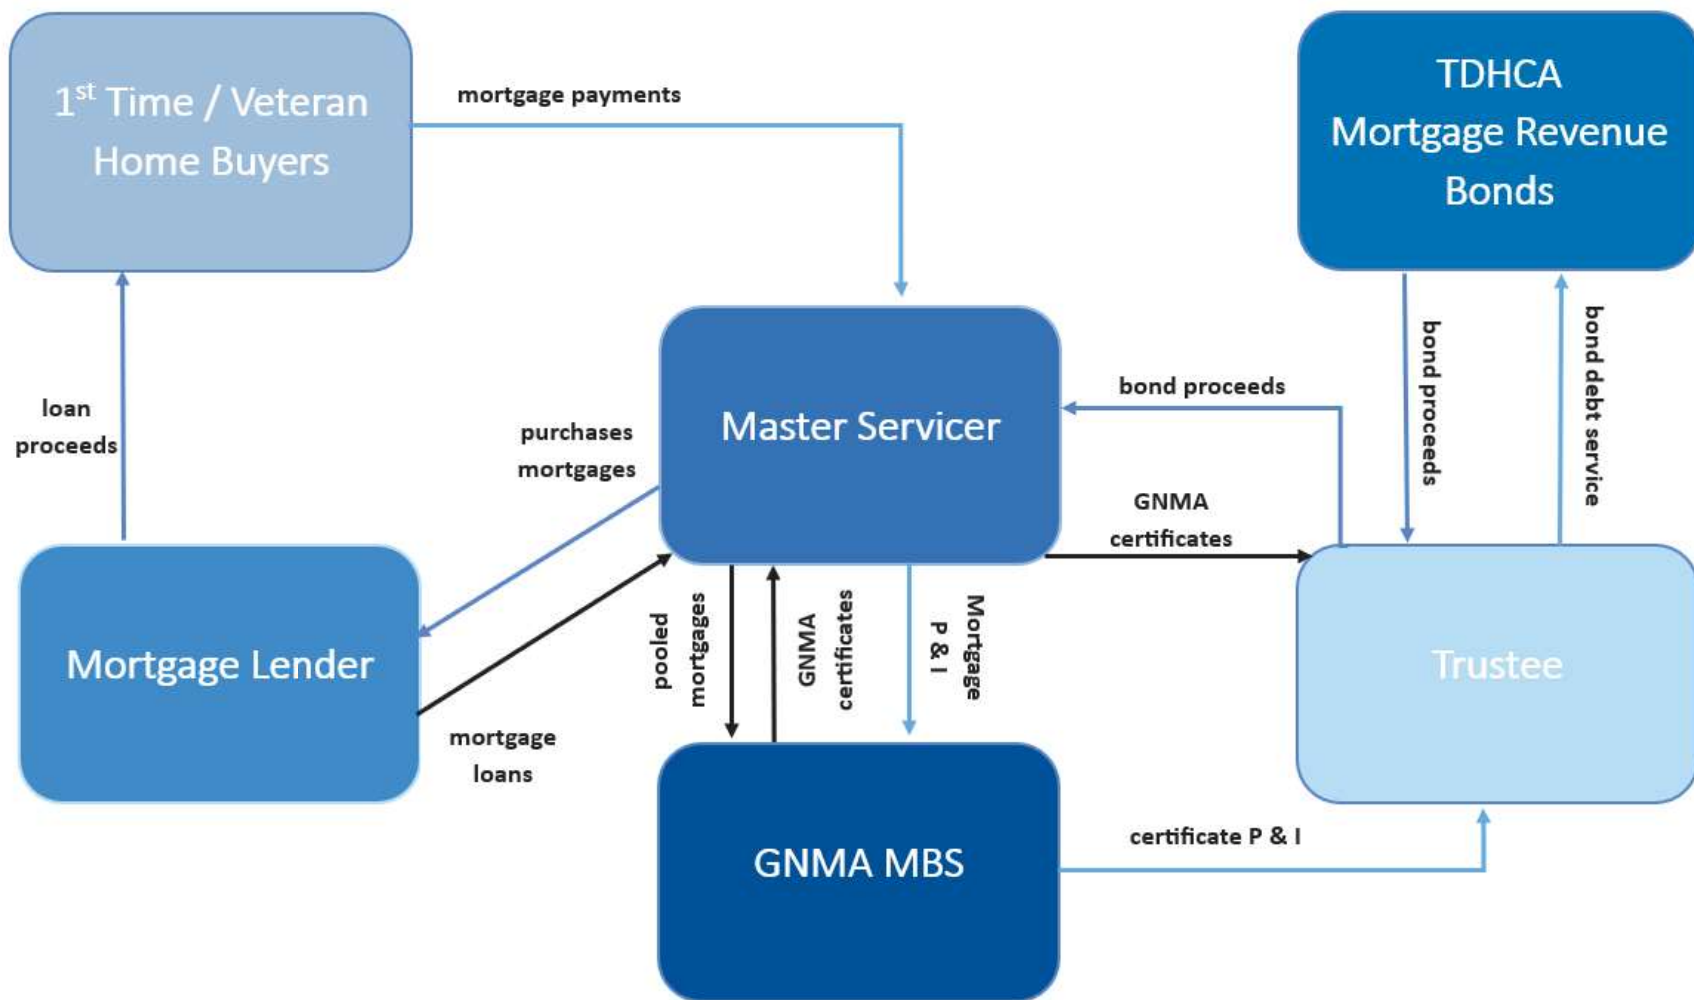 1st Time / Veteran
Home Buyers
mortgage payments
TDHCA
Mortgage Revenue
Bonds
loan
proceeds
purchases
mortgages
Master Servicer
bond proceeds
bond proceeds
bond debt service
GNMA
certificates
Mortgage Lender
mortgage
loans
pooled
mortgages
GNMA
certificates
Mortgage
P & I
Trustee
GNMA MBS
certificate P & I